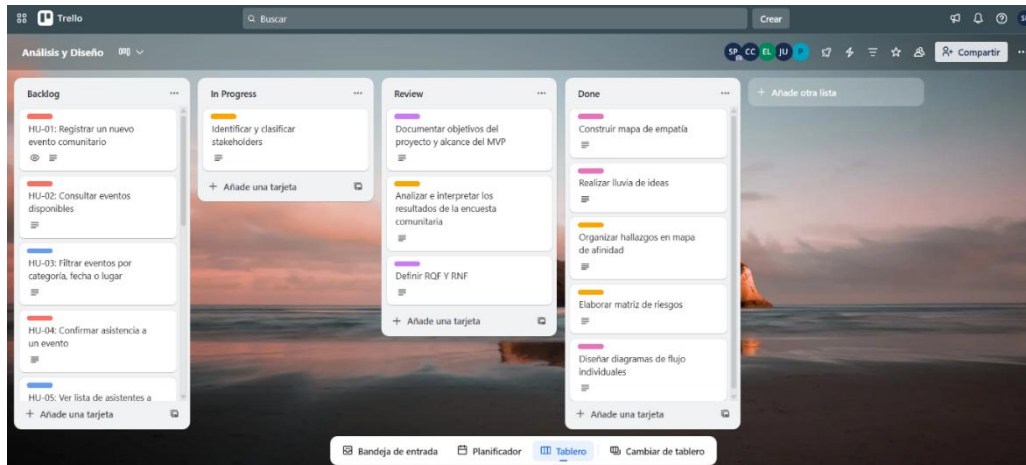 Trello
Buscar
Crear
Análisis y Diseño
SP CC EL JU P
Compartir
Backlog
HU-01: Registrar un nuevo
evento comunitario
HU-02: Consultar eventos
disponibles
HU-03: Filtrar eventos por
categoría, fecha o lugar
HU-04: Confirmar asistencia a
un evento
HU-05: Ver lista de asistentes a
+ Añade una tarjeta
In Progress
Identificar y clasificar
stakeholders
+ Añade una tarjeta
Review
Documentar objetivos del
proyecto y alcance del MVP
Analizar e interpretar los
resultados de la encuesta
comunitaria
Definir RQF Y RNF
+ Añade una tarjeta
Done
Construir mapa de empatía
Realizar lluvia de ideas
Organizar hallazgos en mapa
de afinidad
Elaborar matriz de riesgos
Diseñar diagramas de flujo
individuales
+ Añade una tarjeta
+ Añade otra lista
Bandeja de entrada
Planificador
Tablero
Cambiar de tablero